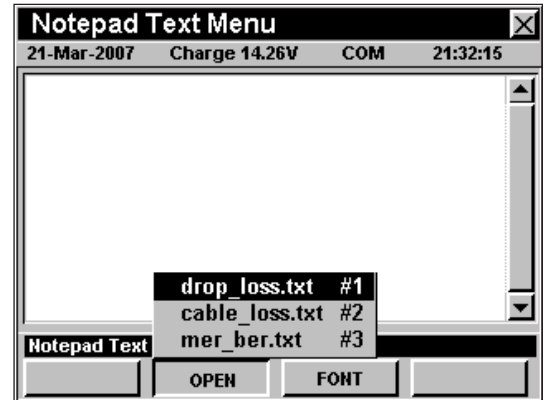 Notepad Text Menu
21-Mar-2007 Charge 14.26V COM 21:32:15
drop_loss.txt #1
cable_loss.txt #2
mer_ber.txt #3
Notepad Text
OPEN FONT